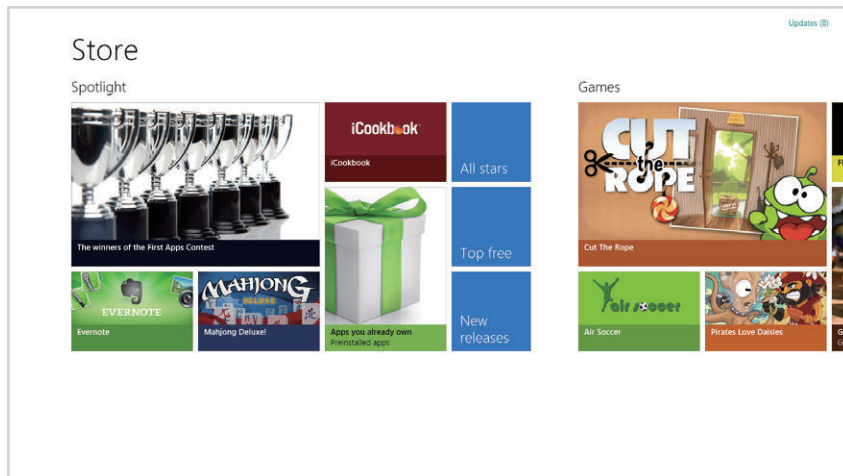 Updates (8)
Store
Spotlight
Games
iCookbook
iCookbook
All stars
CUT
the
ROPE
The winners of the First Apps Contest
Top free
Cut The Rope
EVERNOTE
Evernote
MAHJONG
DELUXE
Mahjong Deluxe!
Apps you already own
Preinstalled apps
New
releases
air soccer
Air Soccer
Pirates Love Daisies